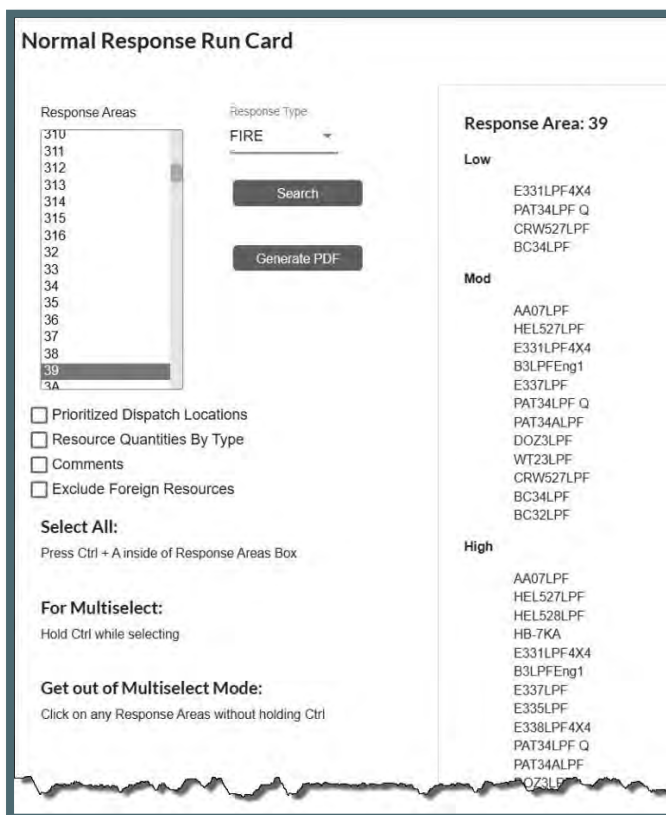 Normal Response Run Card
Response Areas
310
311
312
313
314
315
316
32
33
34
35
36
37
38
39
3A
Response Type
FIRE
Search
Generate PDF
Prioritized Dispatch Locations
Resource Quantities By Type
Comments
Exclude Foreign Resources
Select All:
Press Ctrl + A inside of Response Areas Box
For Multiselect:
Hold Ctrl while selecting
Get out of Multiselect Mode:
Click on any Response Areas without holding Ctrl
Response Area: 39
Low
E331LPF4X4
PAT34LPF Q
CRW527LPF
BC34LPF
Mod
AA07LPF
HEL527LPF
E331LPF4X4
B3LPFEng1
E337LPF
PAT34LPF Q
PAT34ALPF
DOZ3LPF
WT23LPF
CRW527LPF
BC34LPF
BC32LPF
High
AA07LPF
HEL527LPF
HEL528LPF
HB-7KA
E331LPF4X4
B3LPFEng1
E337LPF
E335LPF
E338LPF4X4
PAT34LPF Q
PAT34ALPF